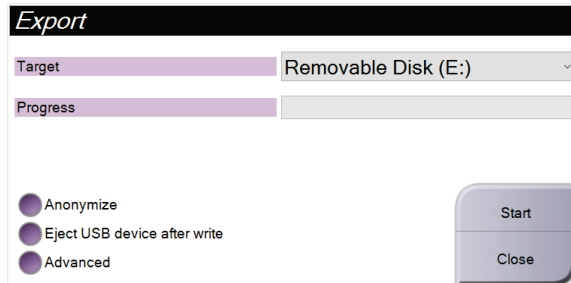 Export
Target
Removable Disk (E:)
Progress
Anonymize
Eject USB device after write
Advanced
Start
Close